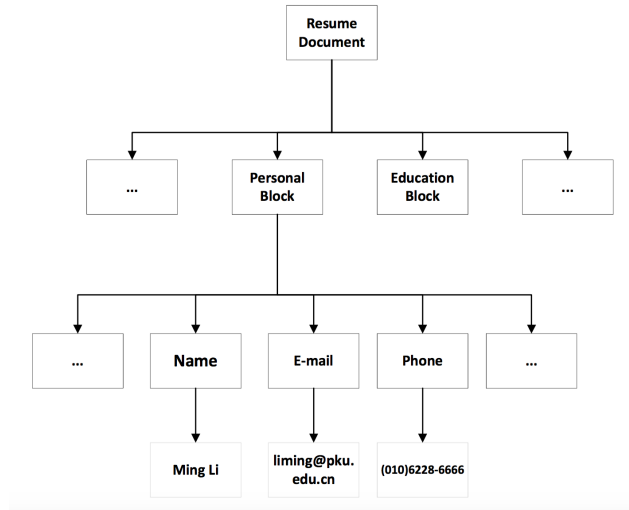 Resume
Document
...
Personal
Block
Education
Block
...
...
Name
E-mail
Phone
...
Ming Li
liming@pku.
edu.cn
(010)6228-6666